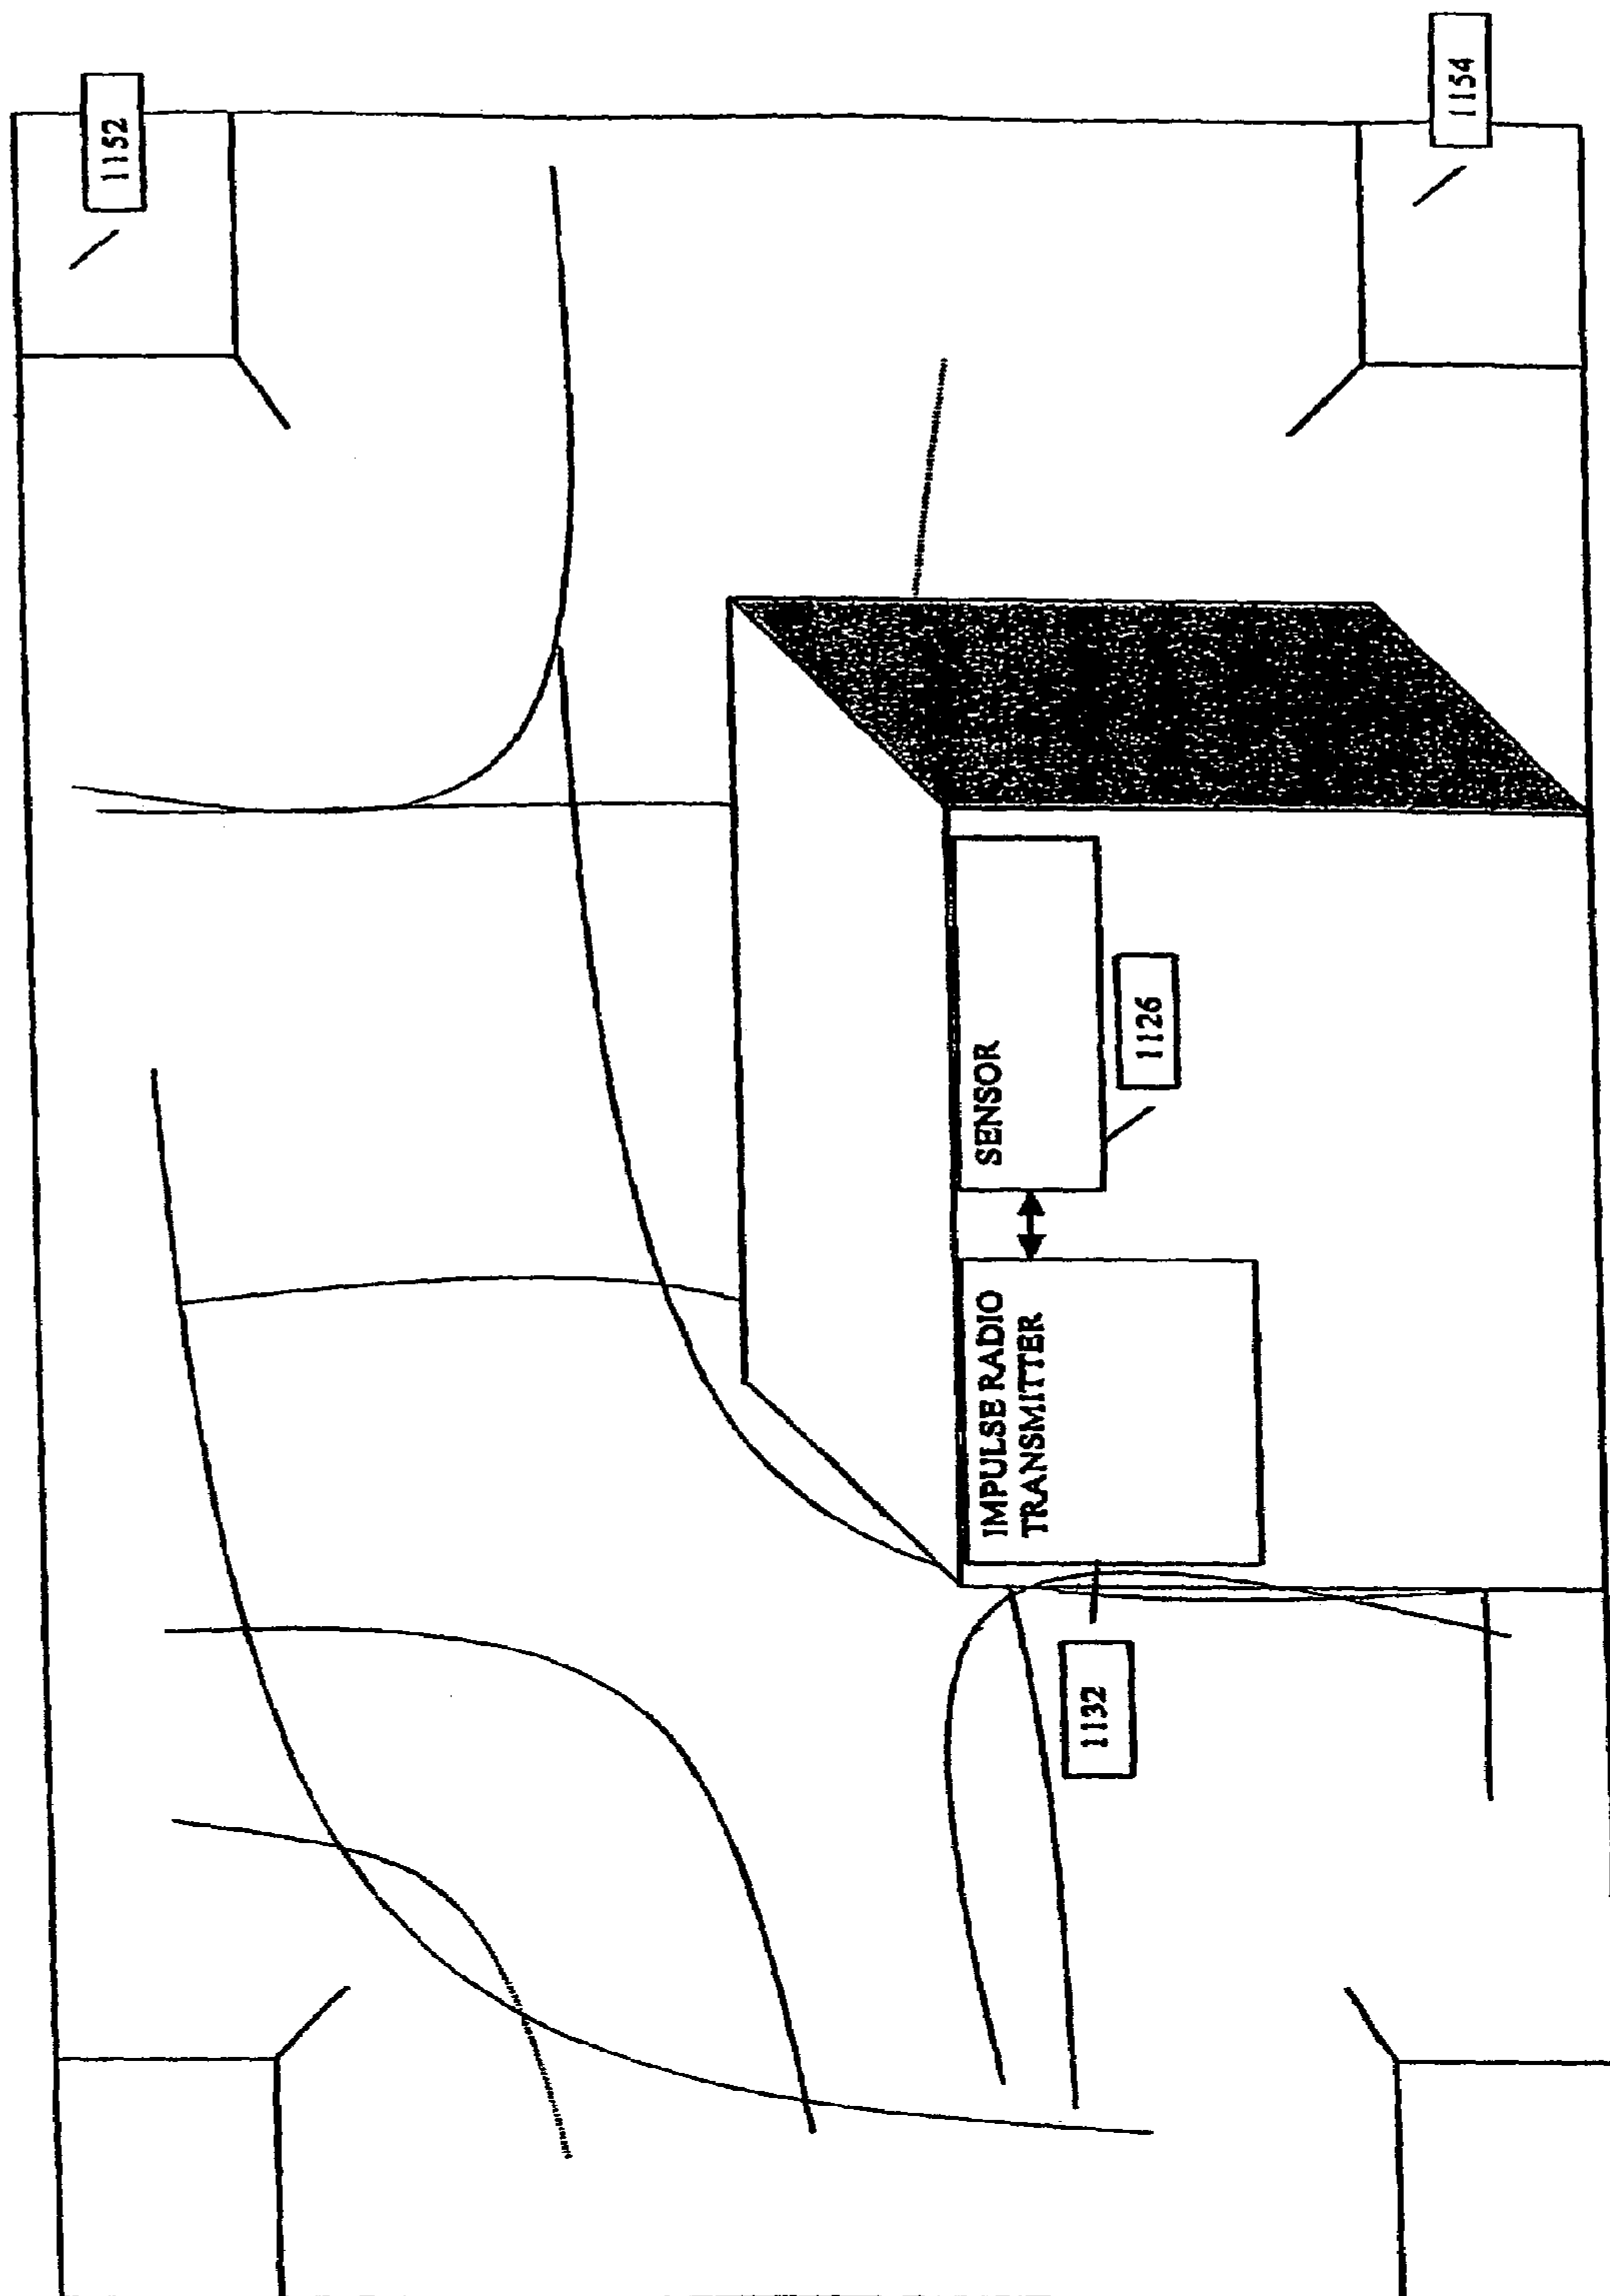 1152
1154
SENSOR
1126
IMPULSE RADIO
TRANSMITTER
1132